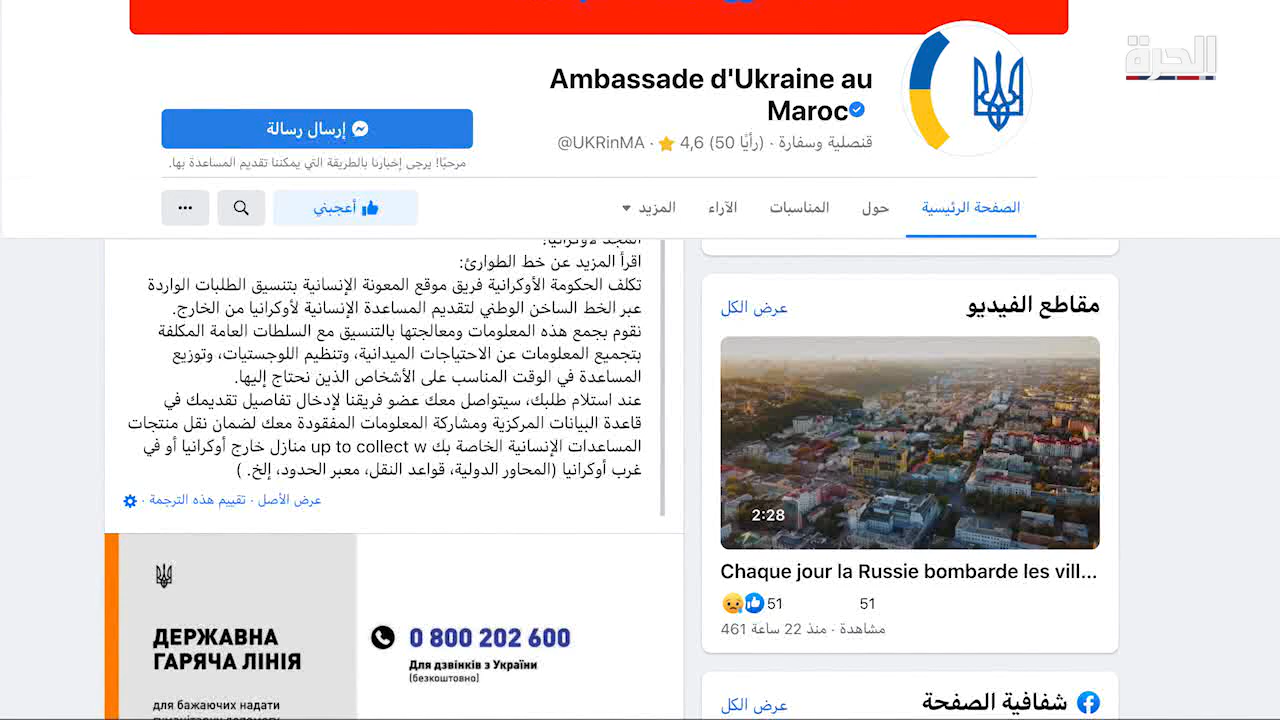 الحرة
Ambassade d'Ukraine au
Maroc
@UKRinMA · 4,6 (50 رأيًا) · قنصلية وسفارة
إرسال رسالة
مرحبًا! يرجى إخبارنا بالطريقة التي يمكننا تقديم المساعدة بها.
الصفحة الرئيسية
حول
المناسبات
الآراء
المزيد
أعجبني
المجد لأوكرانيا!
اقرأ المزيد عن خط الطوارئ:
تكلف الحكومة الأوكرانية فريق موقع المعونة الإنسانية بتنسيق الطلبات الواردة
عبر الخط الساخن الوطني لتقديم المساعدة الإنسانية لأوكرانيا من الخارج.
نقوم بجمع هذه المعلومات ومعالجتها بالتنسيق مع السلطات العامة المكلفة
بتجميع المعلومات عن الاحتياجات الميدانية، وتنظيم اللوجستيات، وتوزيع
المساعدة في الوقت المناسب على الأشخاص الذين نحتاج إليها.
عند استلام طلبك، سيتواصل معك عضو فريقنا لإدخال تفاصيل تقديمك في
قاعدة البيانات المركزية ومشاركة المعلومات المفقودة معك لضمان نقل منتجات
المساعدات الإنسانية الخاصة بك up to collect w منازل خارج أوكرانيا أو في
غرب أوكرانيا (المحاور الدولية، قواعد النقل، معبر الحدود، إلخ. )
عرض الأصل · تقييم هذه الترجمة ·
ДЕРЖАВНА
ГАРЯЧА ЛІНІЯ
для бажаючих надати
гуманітарну допомогу
0 800 202 600
Для дзвінків з України
(безкоштовно)
مقاطع الفيديو
عرض الكل
2:28
Chaque jour la Russie bombarde les vill...
51
51
461 مشاهدة · منذ 22 ساعة
شفافية الصفحة
عرض الكل